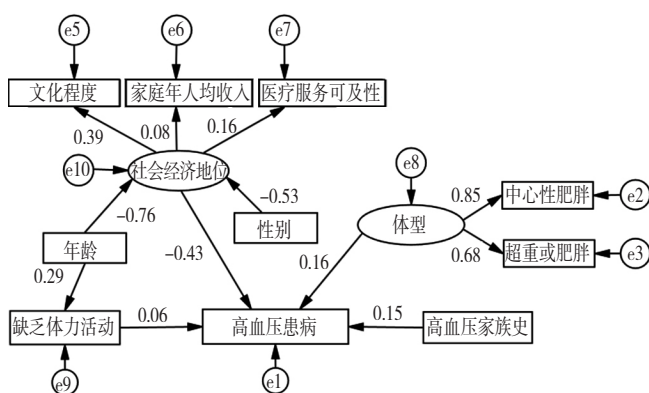 e5
e6
e7
文化程度
家庭年人均收入
医疗服务可及性
0.39
0.08
0.16
e10
社会经济地位
e8
-0.53
0.85
中心性肥胖
e2
-0.76
性别
体型
年龄
-0.43
0.68
超重或肥胖
e3
0.29
0.16
缺乏体力活动
0.06
高血压患病
0.15
高血压家族史
e9
e1